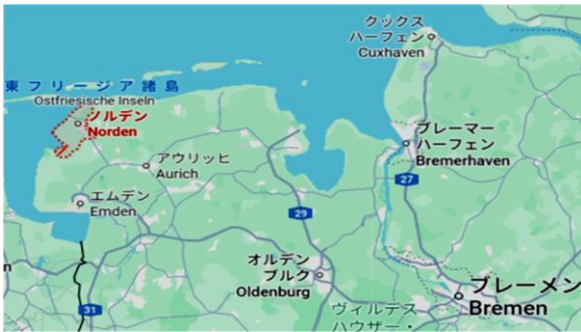 クックス
ハーフェン
Cuxhaven
東フリージア諸島
Ostfriesische Inseln
ノルデン
Norden
ブレーマー
ハーフェン
Bremerhaven
アウリッヒ
Aurich
27
エムデン
Emden
29
オルデン
ブルク
Oldenburg
n
31
ブレーメン
Bremen
ヴィルデス
ハウザー・